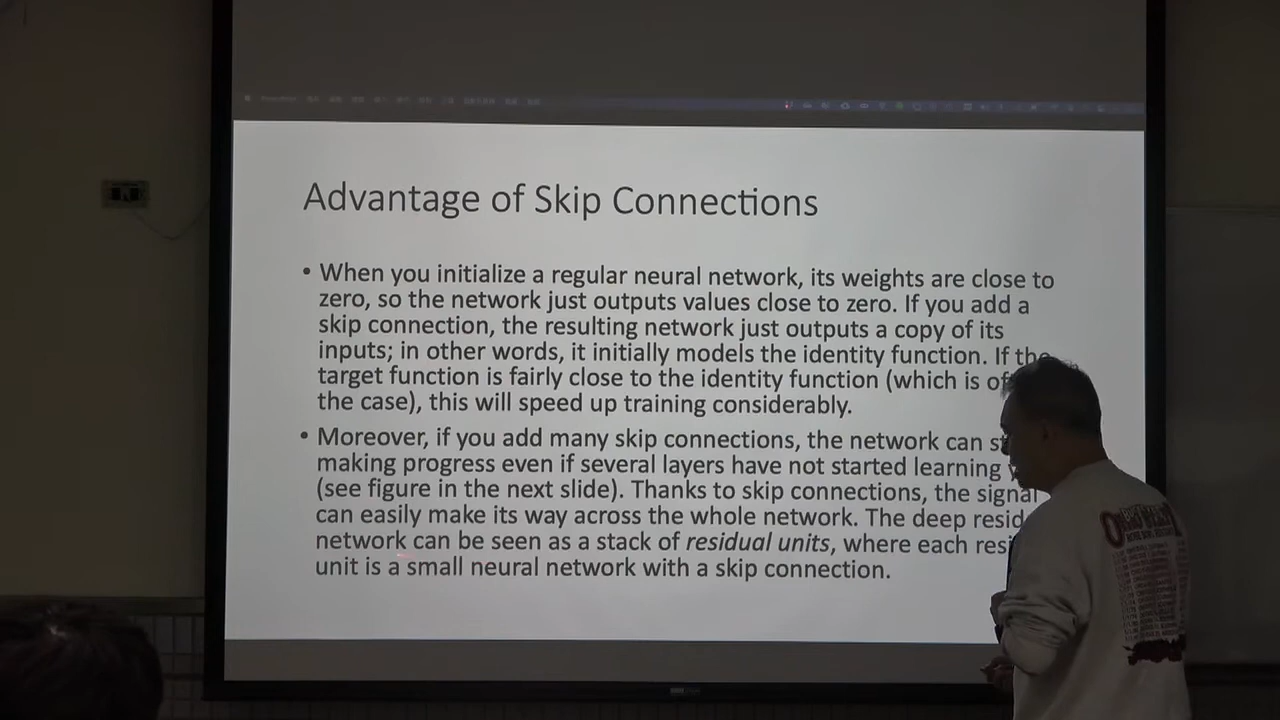 Advantage of Skip Connections
• When you initialize a regular neural network, its weights are close to
zero, so the network just outputs values close to zero. If you add a
skip connection, the resulting network just outputs a copy of its
inputs; in other words, it initially models the identity function. If the
target function is fairly close to the identity function (which is
the case), this will speed up training considerably.
• Moreover, if you add many skip connections, the network can
making progress even if several layers have not started learning
(see figure in the next slide). Thanks to skip connections, the signal
can easily make its way across the whole network. The deep
network can be seen as a stack of residual units, where each
unit is a small neural network with a skip connection.